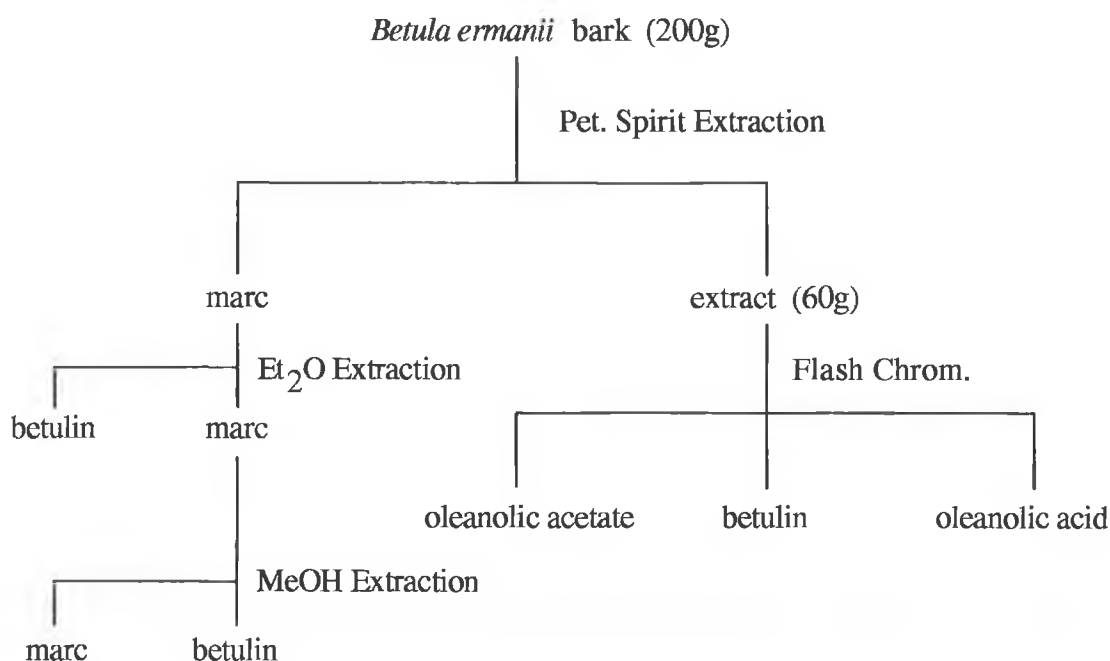 Betula ermanii bark (200g)
Pet. Spirit Extraction
marc
extract (60g)
Et2O Extraction
Flash Chrom.
betulin
marc
oleanolic acetate
betulin
oleanolic acid
MeOH Extraction
marc
betulin